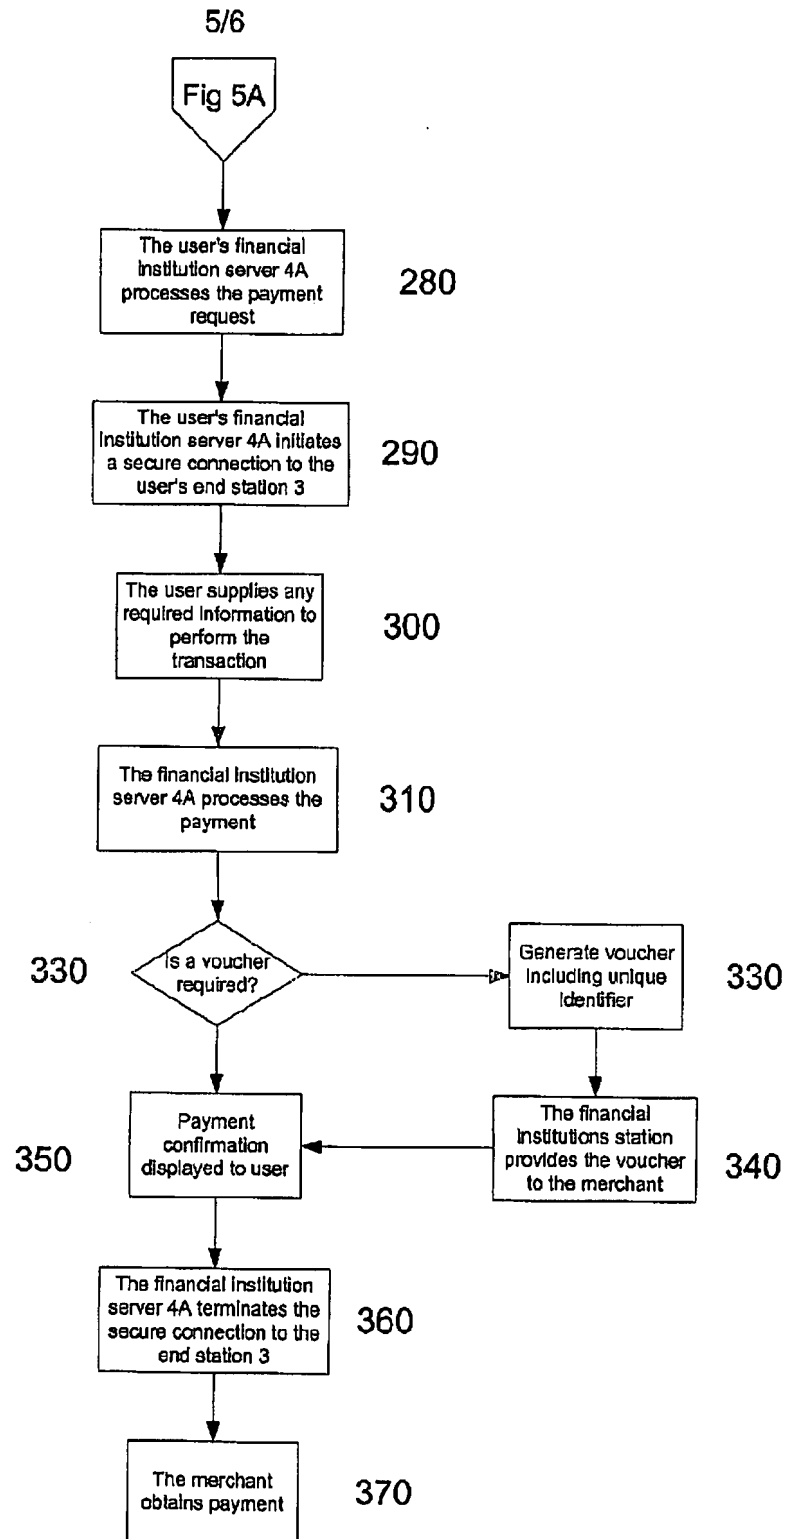 5/6
Fig 5A
The user's financial
institution server 4A
processes the payment
request
280
The user's financial
institution server 4A initiates
a secure connection to the
user's end station 3
290
The user supplies any
required information to
perform the
transaction
300
The financial institution
server 4A processes the
payment
310
330
Is a voucher
required?
Generate voucher
including unique
identifier
330
350
Payment
confirmation
displayed to user
The financial
institutions station
provides the voucher
to the merchant
340
The financial institution
server 4A terminates the
secure connection to the
end station 3
360
The merchant
obtains payment
370